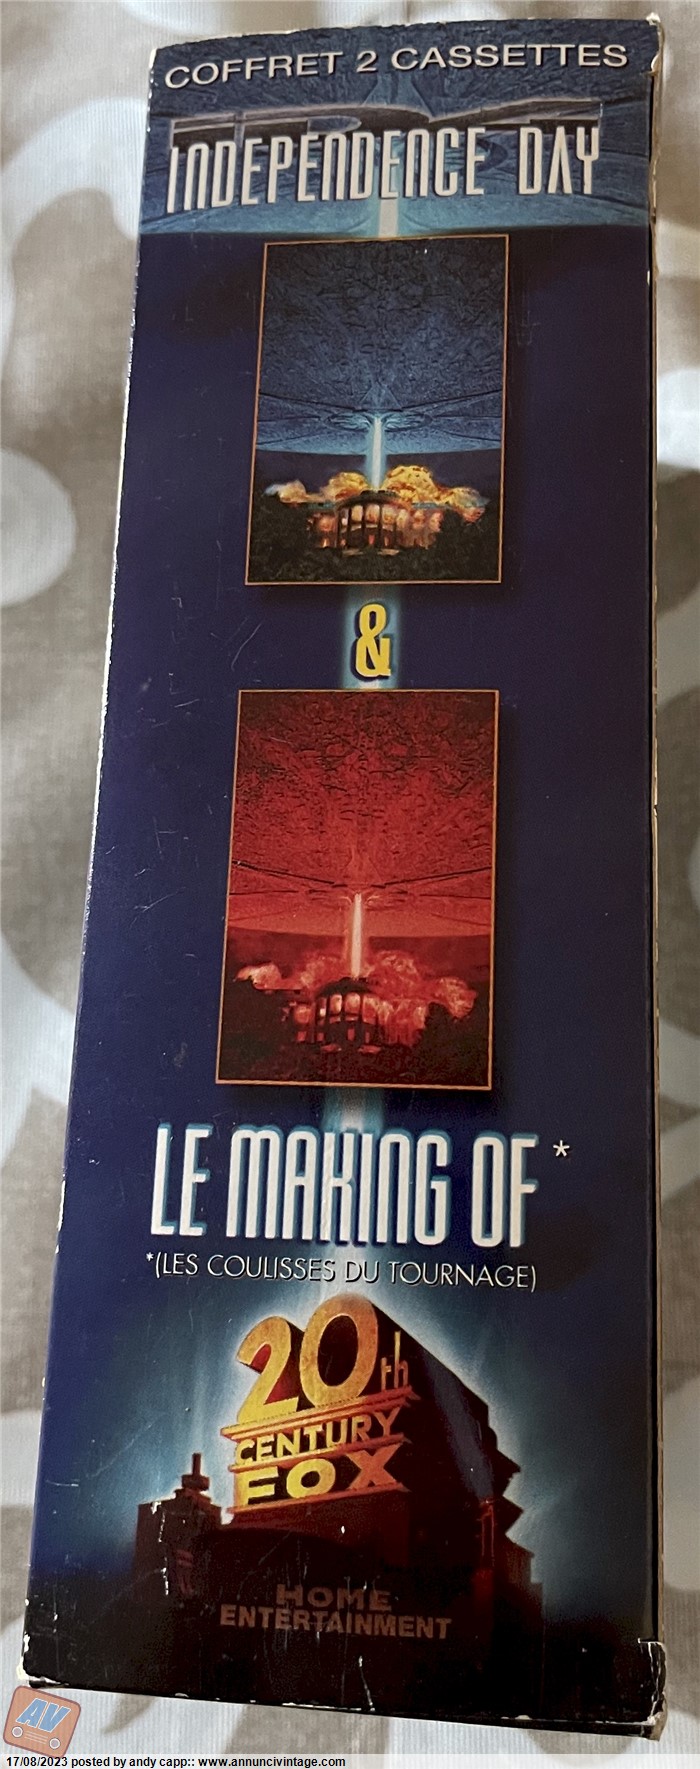 COFFRET 2 CASSETTES
ID4
INDEPENDENCE DAY
&
LE MAKING OF *
*(LES COULISSES DU TOURNAGE)
20th
CENTURY
FOX
HOME
ENTERTAINMENT
AV
17/08/2023 posted by andy capp:: www.annuncivintage.com